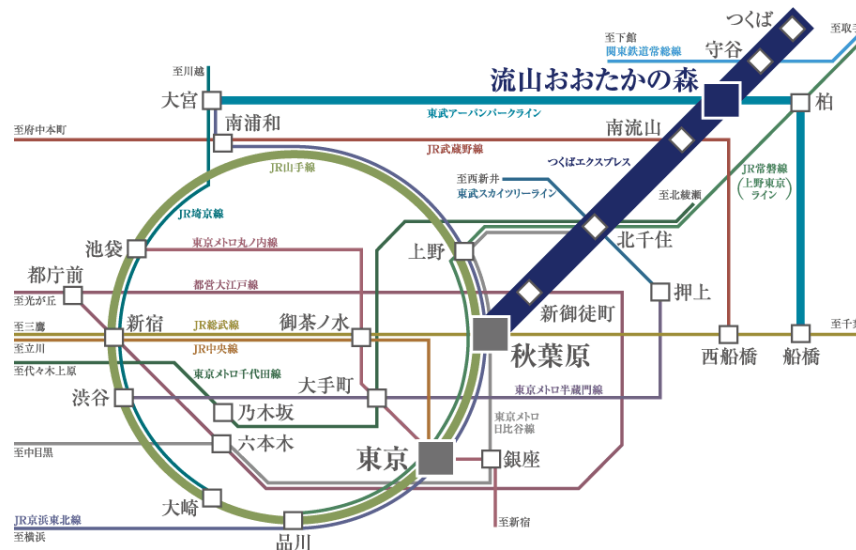 つくば
至取手
至下館
守谷
関東鉄道常総線
流山おおたかの森
至川越
大宮
柏
東武アーバンパークライン
南浦和
南流山
至府中本町
JR武蔵野線
つくばエクスプレス
JR山手線
JR常磐線
(上野東京
ライン)
至西新井
東武スカイツリーライン
至北綾瀬
JR埼京線
北千住
池袋
東京メトロ丸ノ内線
上野
都庁前
都営大江戸線
押上
至光が丘
新御徒町
新宿
御茶ノ水
至三鷹
JR総武線
至千葉
秋葉原
西船橋
船橋
至立川
JR中央線
至代々木上原
東京メトロ千代田線
大手町
東京メトロ半蔵門線
渋谷
乃木坂
東京メトロ
日比谷線
六本木
至中目黒
東京
銀座
大崎
JR京浜東北線
至横浜
至新宿
品川